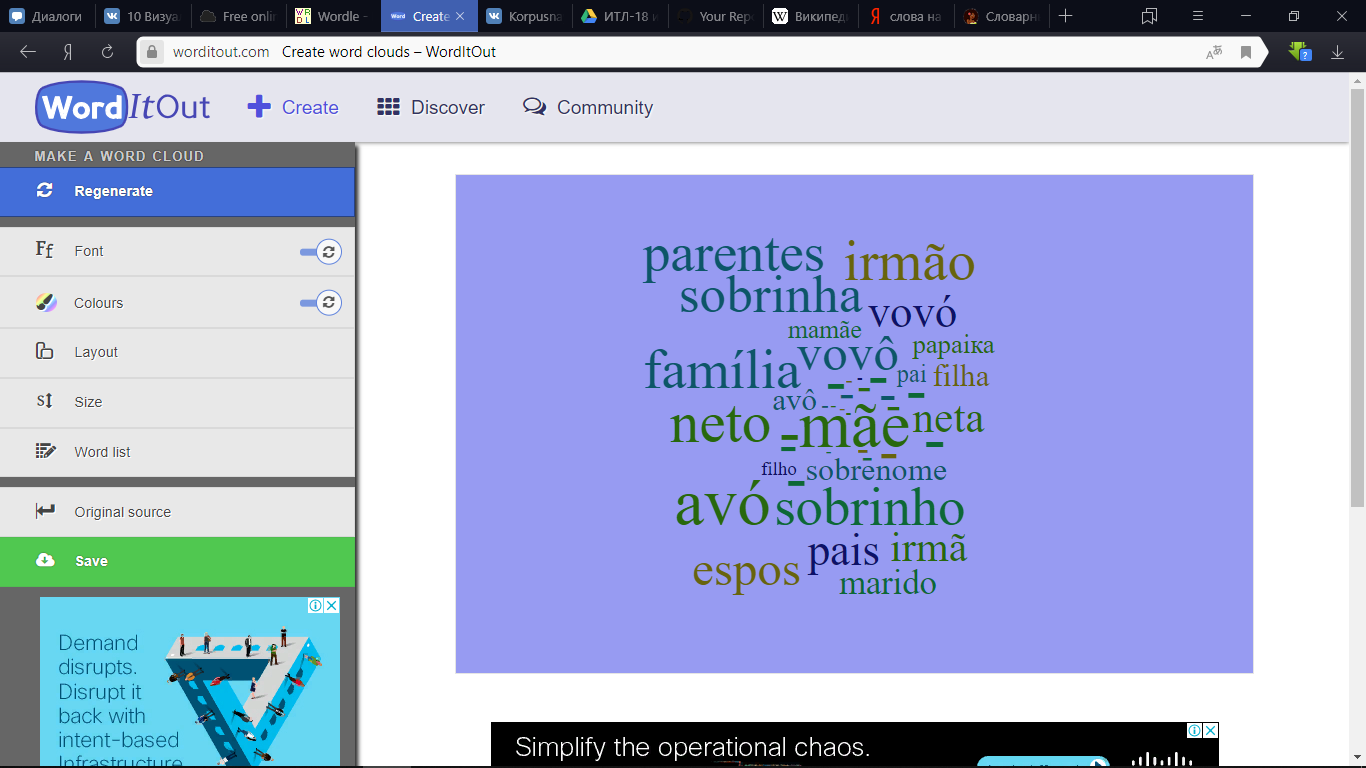 Диалоги
10 Визуа
Free onlin
Wordle -
Create
Korpusna
ИТЛ-18 и
Your Repo
Википед
слова на
Словарн
worditout.com Create word clouds – WordItOut
WordItOut
Create
Discover
Community
MAKE A WORD CLOUD
Regenerate
Ff Font
Colours
Layout
Size
Word list
Original source
Save
parentes irmão
sobrinha vovó
mamãe
família vovô papaiкa
pai filha
avô
neto mãe neta
filho sobrenome
avó sobrinho
pais irmã
espos marido
Demand
disrupts.
Disrupt it
back with
intent-based
Infrastructure
Simplify the operational chaos.